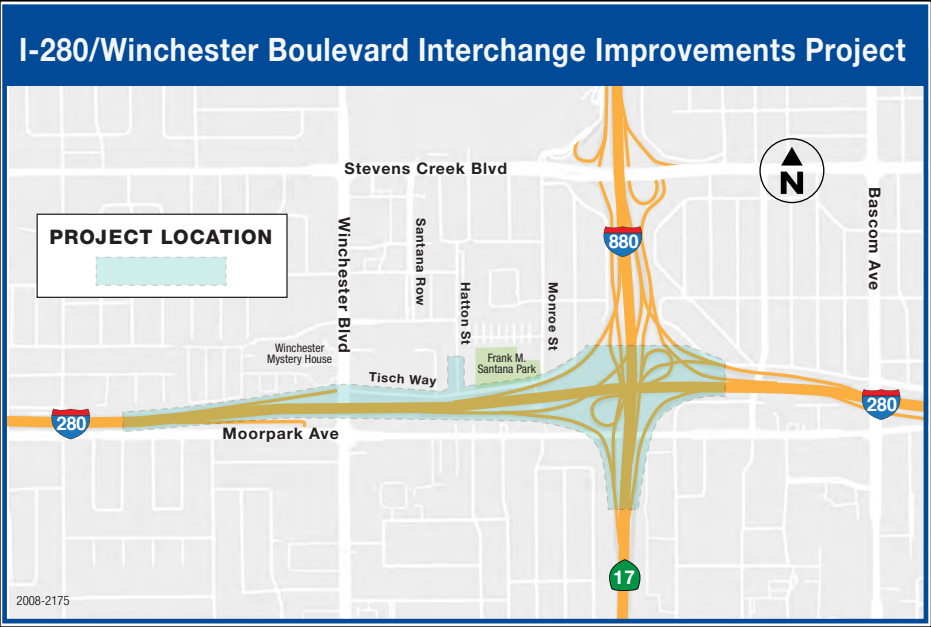 I-280/Winchester Boulevard Interchange Improvements Project
Stevens Creek Blvd
N
Bascom Ave
PROJECT LOCATION
Winchester Blvd
Santana Row
880
Hatton St
Monroe St
Winchester
Mystery House
Frank M.
Santana Park
Tisch Way
280
280
Moorpark Ave
17
2008-2175